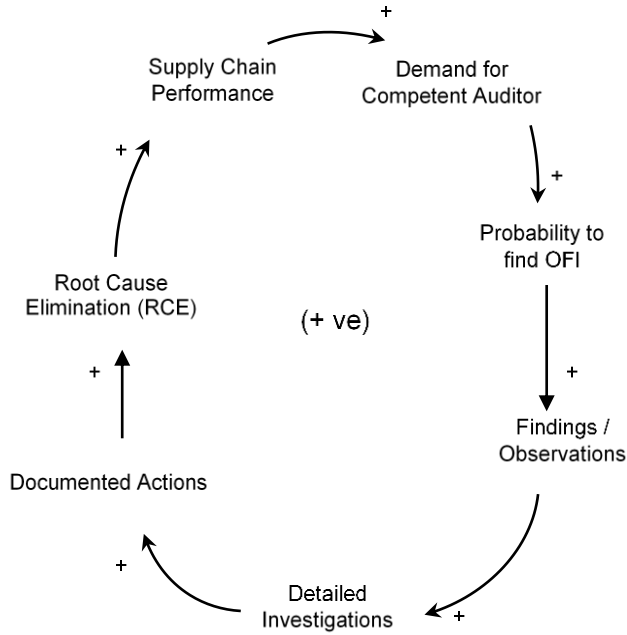 +
Supply Chain
Performance
Demand for
Competent Auditor
+
+
Probability to
find OFI
Root Cause
Elimination (RCE)
(+ ve)
+
+
Findings /
Observations
Documented Actions
+
Detailed
Investigations
+